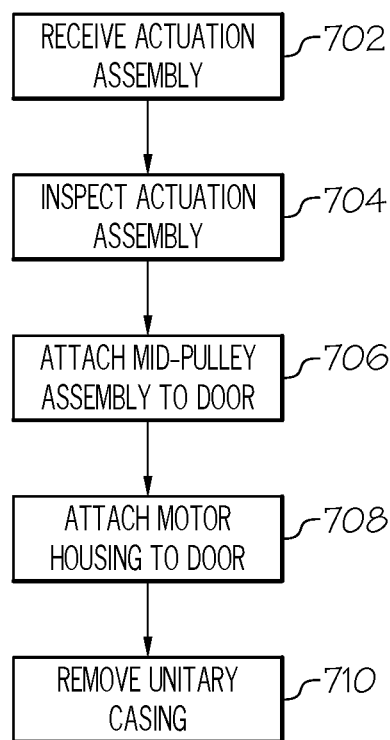 RECEIVE ACTUATION
ASSEMBLY
702
INSPECT ACTUATION
ASSEMBLY
704
ATTACH MID-PULLEY
ASSEMBLY TO DOOR
706
ATTACH MOTOR
HOUSING TO DOOR
708
REMOVE UNITARY
CASING
710